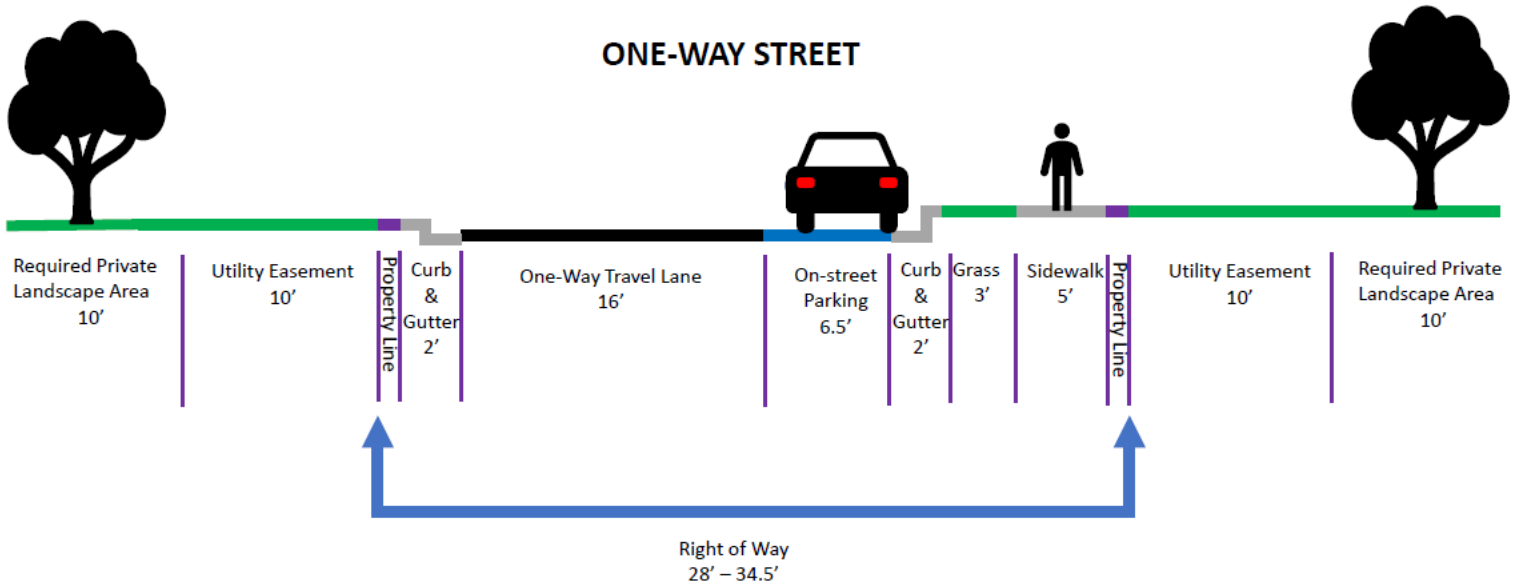 ONE-WAY STREET
Required Private
Landscape Area
10’
Utility Easement
10’
Property Line
Curb
&
Gutter
2’
One-Way Travel Lane
16’
On-street
Parking
6.5’
Curb
&
Gutter
2’
Grass
3’
Sidewalk
5’
Property Line
Utility Easement
10’
Required Private
Landscape Area
10’
Right of Way
28’ – 34.5’